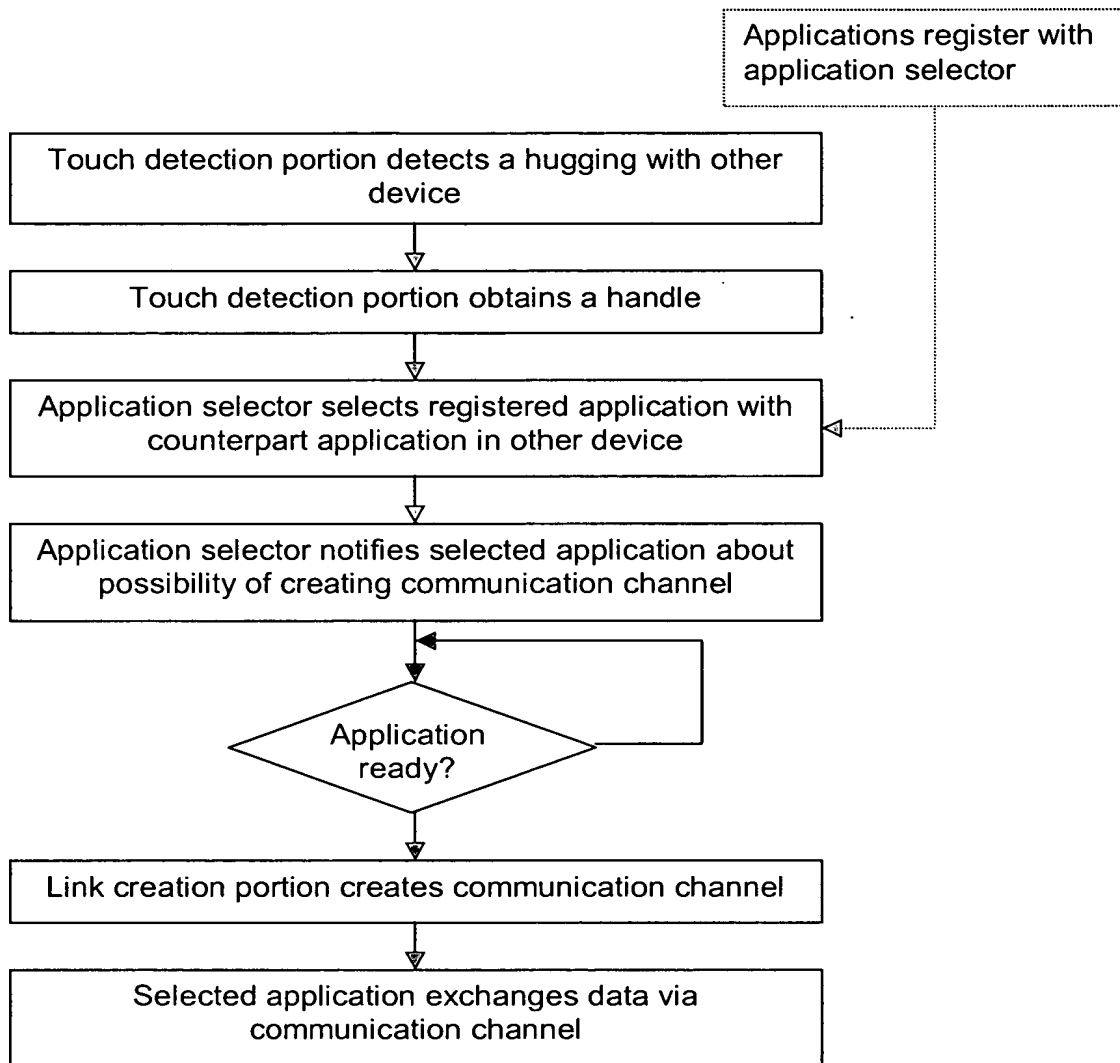 Applications register with
application selector
Touch detection portion detects a hugging with other
device
Touch detection portion obtains a handle
Application selector selects registered application with
counterpart application in other device
Application selector notifies selected application about
possibility of creating communication channel
Application
ready?
Link creation portion creates communication channel
Selected application exchanges data via
communication channel